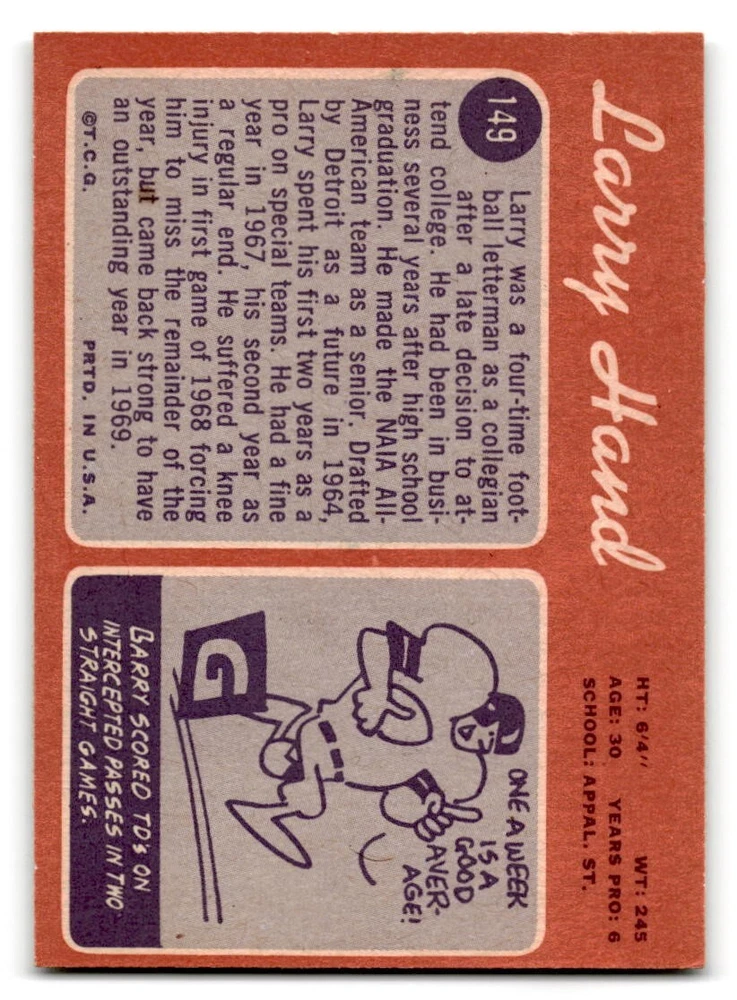 Larry Hand
HT: 6'4" WT: 245
AGE: 30 YEARS PRO: 6
SCHOOL: APPAL. ST.
149
Larry was a four-time foot-
ball letterman as a collegian
after a late decision to at-
tend college. He had been in busi-
ness several years after high school
graduation. He made the NAIA All-
American team as a senior. Drafted
by Detroit as a future in 1964,
Larry spent his first two years as a
pro on special teams. He had a fine
year in 1967, his second year as
a regular end. He suffered a knee
injury in first game of 1968 forcing
him to miss the remainder of the
year, but came back strong to have
an outstanding year in 1969.
©T.C.G. PRTD. IN U.S.A.
ONE A WEEK
IS A
GOOD
AVER-
AGE!
G
BARRY SCORED TDs ON
INTERCEPTED PASSES IN TWO
STRAIGHT GAMES.